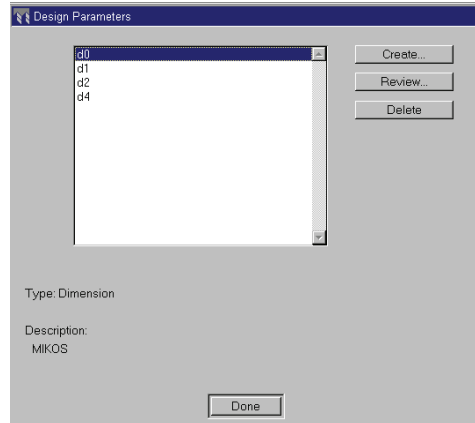 Design Parameters
d0
d1
d2
d4
Create...
Review...
Delete
Type: Dimension
Description:
MIKOS
Done